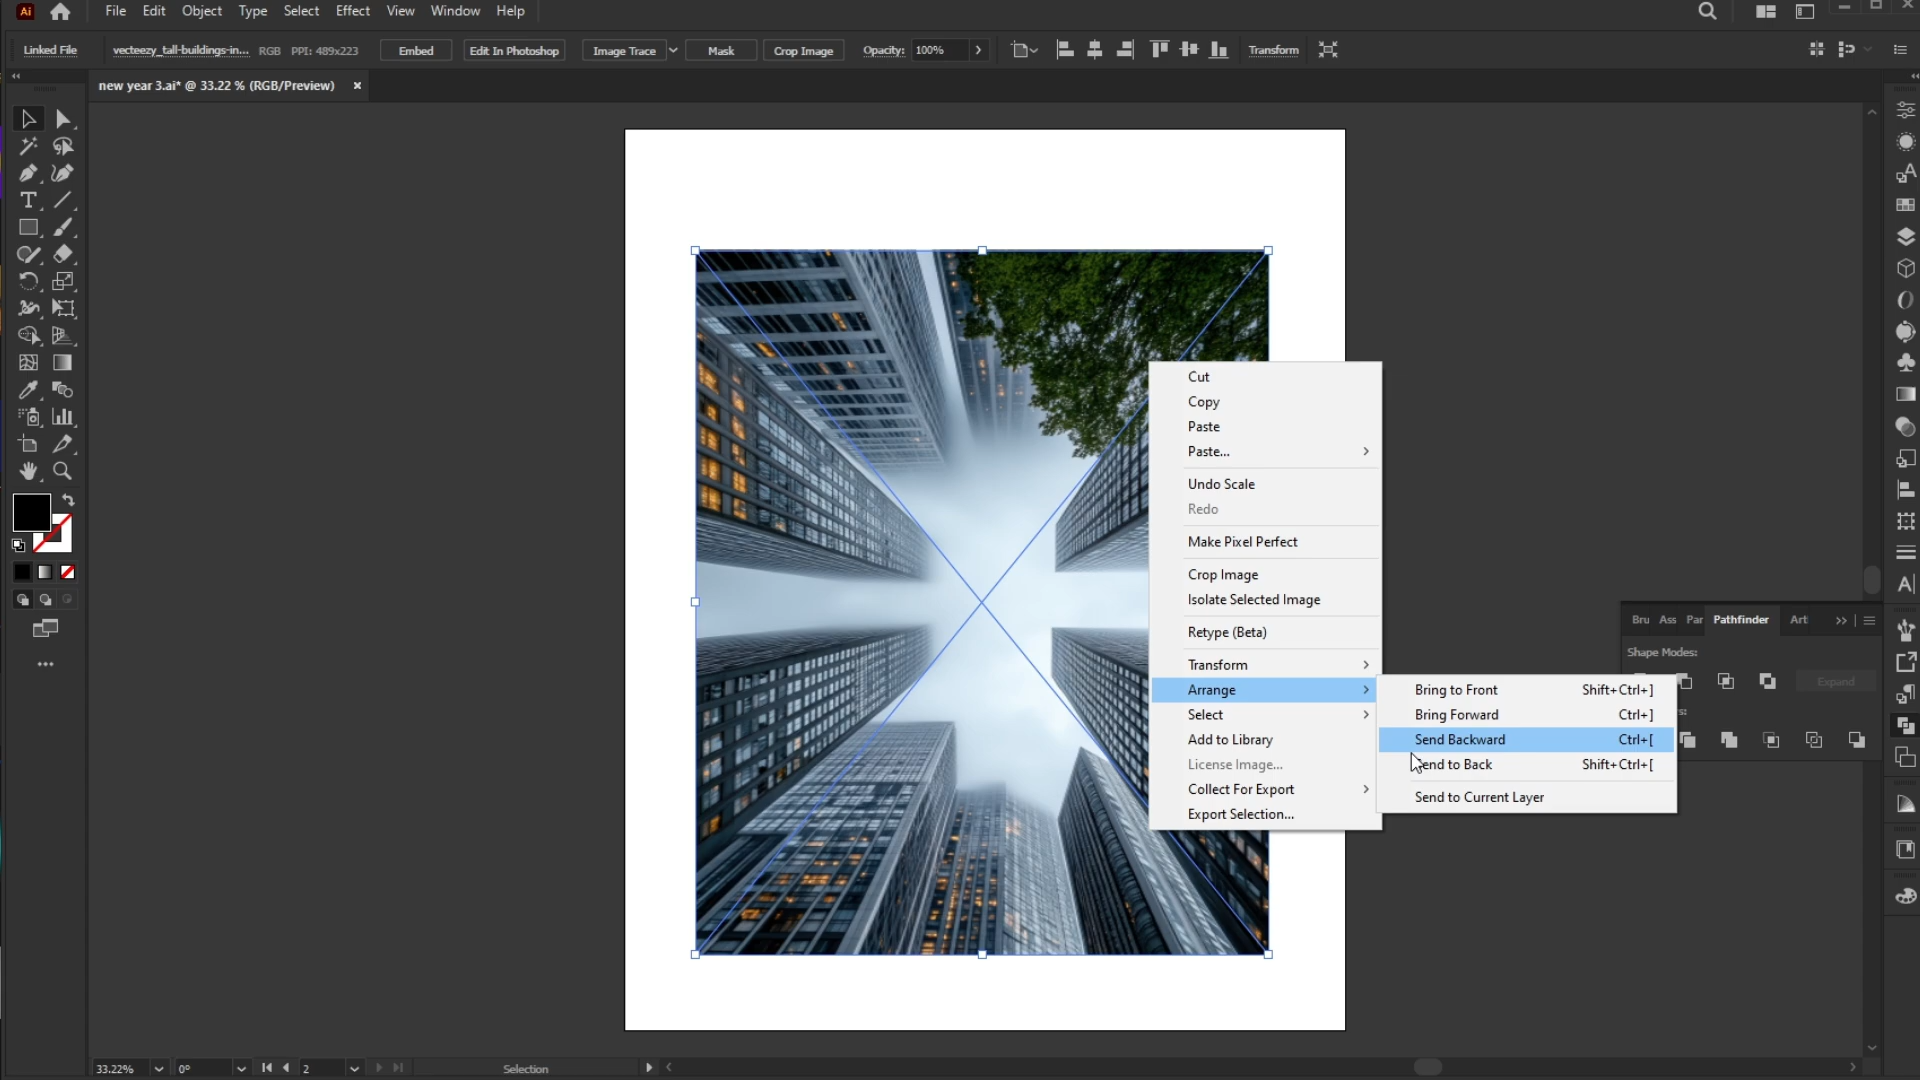 Ai File Edit Object Type Select Effect View Window Help
Linked File vecteezy_tall-buildings-in... RGB PPI: 489x223 Embed Edit In Photoshop Image Trace Mask Crop Image Opacity: 100% Transform
new year 3.ai* @ 33.22 % (RGB/Preview) ×
Cut
Copy
Paste
Paste...
Undo Scale
Redo
Make Pixel Perfect
Crop Image
Isolate Selected Image
Retype (Beta)
Transform
Arrange
Select
Add to Library
License Image...
Collect For Export
Export Selection...
Bring to Front Shift+Ctrl+]
Bring Forward Ctrl+]
Send Backward Ctrl+[
Send to Back Shift+Ctrl+[
Send to Current Layer
Bru Ass Par Pathfinder Art
Shape Modes:
Expand
33.22% 0° 2 Selection